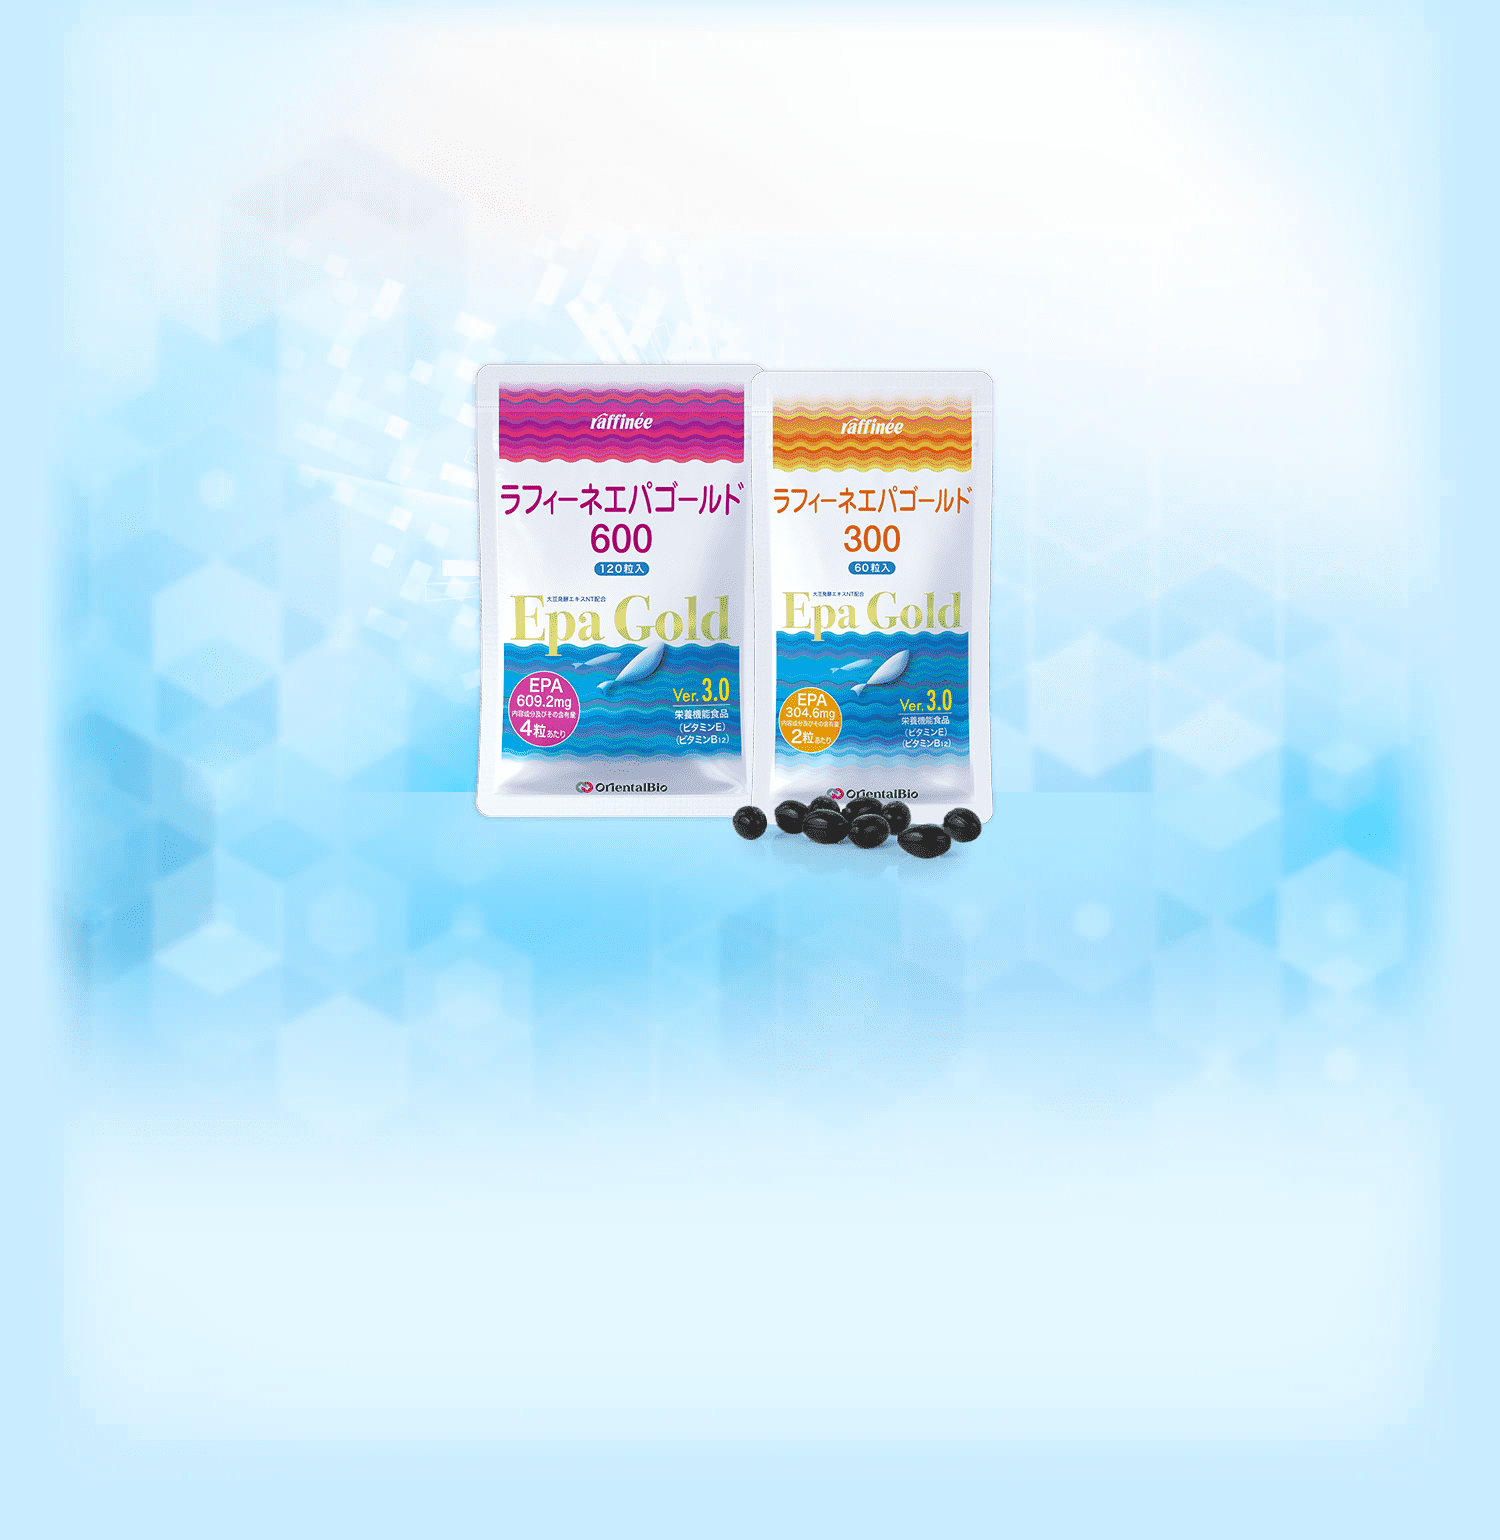 raffinée
ラフィーネエパゴールド
600
120粒入
大豆発酵エキスNT配合
Epa Gold
EPA
609.2mg
内容成分及びその含有量
4粒あたり
Ver. 3.0
栄養機能食品
(ビタミンE)
(ビタミンB12)
OrientalBio
raffinée
ラフィーネエパゴールド
300
60粒入
大豆発酵エキスNT配合
Epa Gold
EPA
304.6mg
内容成分及びその含有量
2粒あたり
Ver. 3.0
栄養機能食品
(ビタミンE)
(ビタミンB12)
OrientalBio